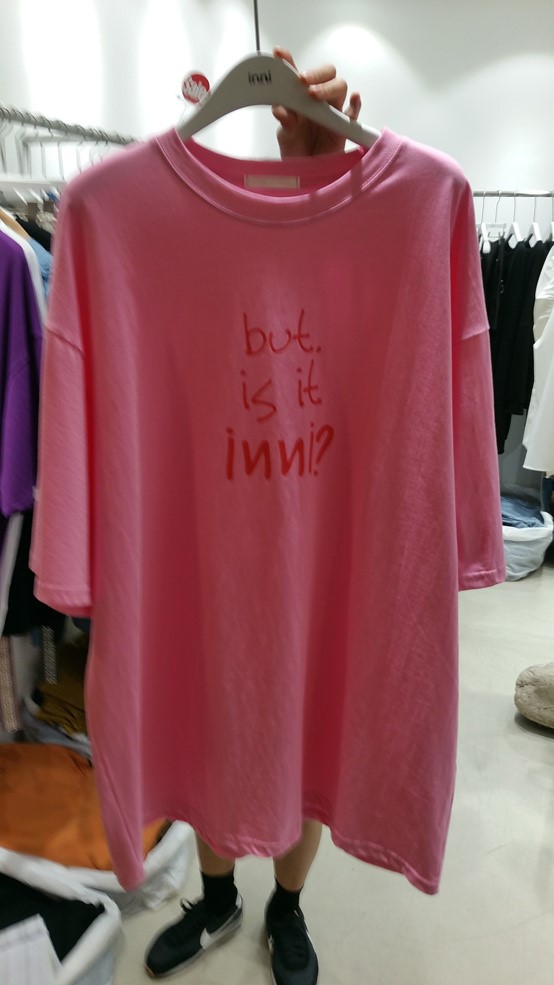 inni
but.
is it
inni?